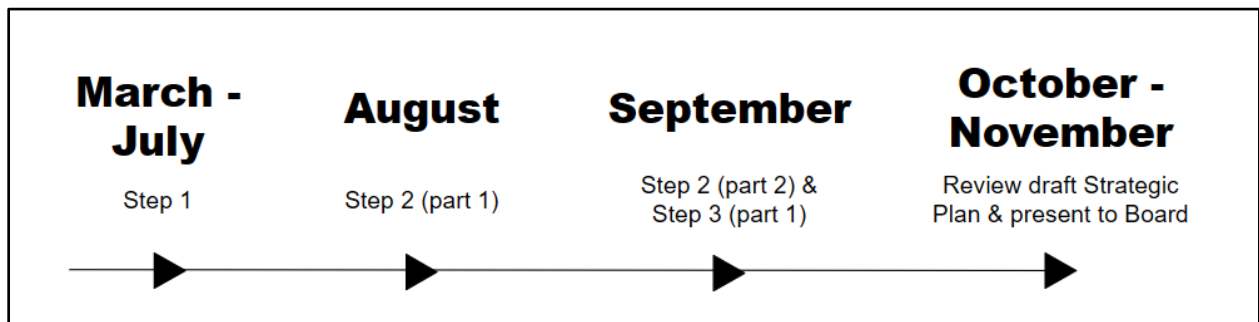 March -
July
Step 1
August
Step 2 (part 1)
September
Step 2 (part 2) &
Step 3 (part 1)
October -
November
Review draft Strategic
Plan & present to Board